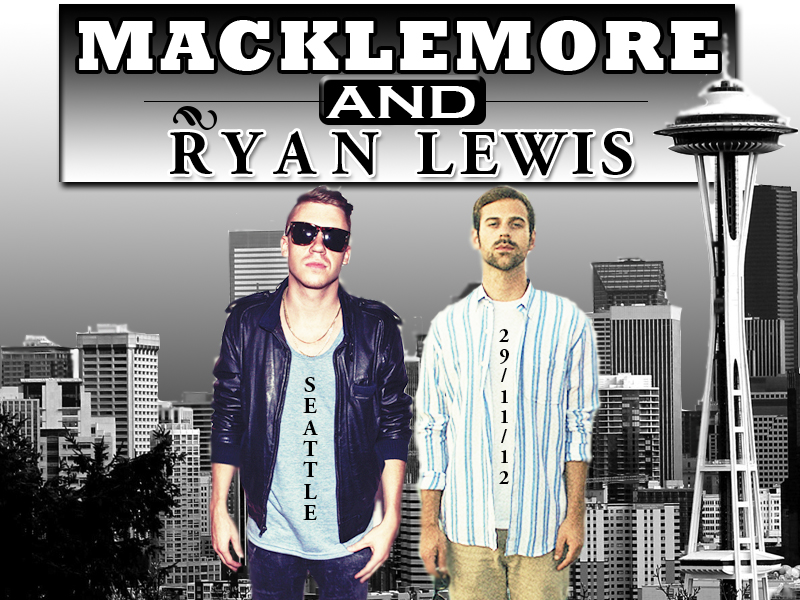 MACKLEMORE
AND
RYAN LEWIS
SEATTLE
29/11/12